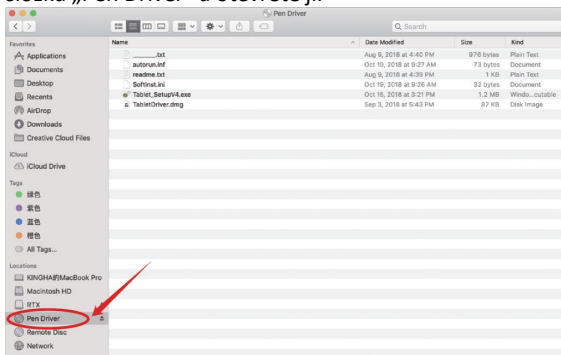 Pen Driver
Search
Favorites
Applications
Documents
Desktop
Recents
AirDrop
Downloads
Creative Cloud Files
iCloud
iCloud Drive
Tags
绿色
紫色
蓝色
橙色
All Tags...
Locations
KINGHA的MacBook Pro
Macintosh HD
RTX
Pen Driver
Remote Disc
Network
Name Date Modified Size Kind
______.txt Aug 9, 2018 at 4:40 PM 976 bytes Plain Text
autorun.inf Oct 19, 2018 at 9:27 AM 73 bytes Document
readme.txt Aug 9, 2018 at 4:39 PM 1 KB Plain Text
SoftInst.ini Oct 19, 2018 at 9:26 AM 32 bytes Document
Tablet_SetupV4.exe 3:21 PM 1.2 MB Windo...cutable
TabletDriver.dmg Sep 3, 2018 at 5:43 PM 87 KB Disk Image